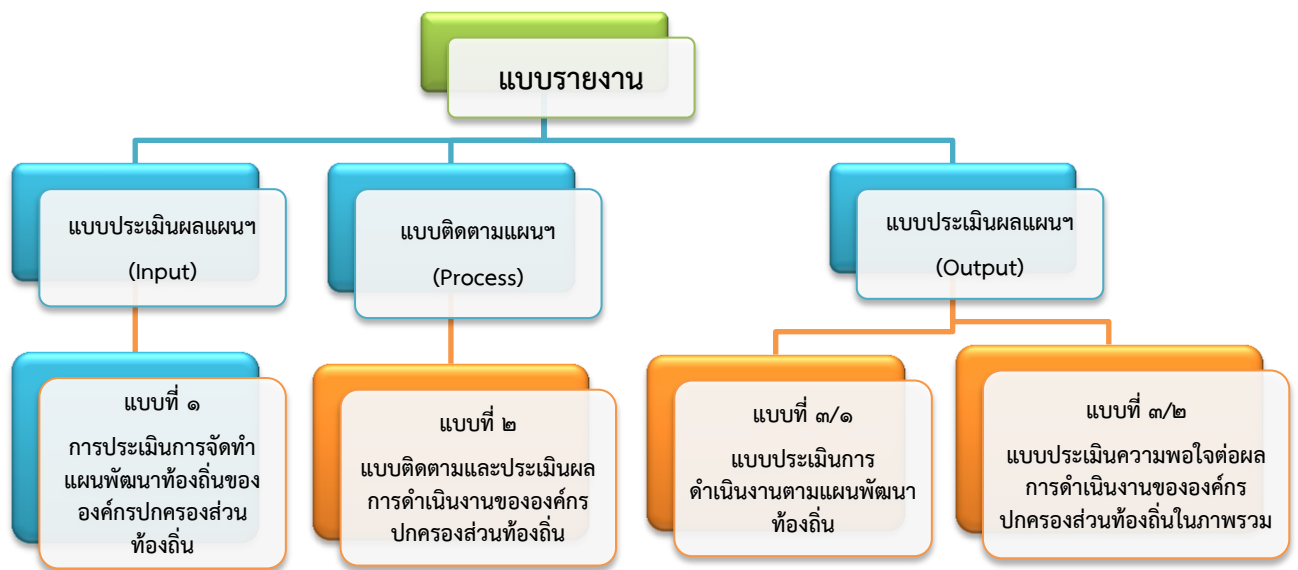 แบบรายงาน
แบบประเมินผลแผนฯ
(Input)
แบบติดตามแผนฯ
(Process)
แบบประเมินผลแผนฯ
(Output)
แบบที่ ๑
การประเมินการจัดทำ
แผนพัฒนาท้องถิ่นของ
องค์กรปกครองส่วน
ท้องถิ่น
แบบที่ ๒
แบบติดตามและประเมินผล
การดำเนินงานขององค์กร
ปกครองส่วนท้องถิ่น
แบบที่ ๓/๑
แบบประเมินการ
ดำเนินงานตามแผนพัฒนา
ท้องถิ่น
แบบที่ ๓/๒
แบบประเมินความพอใจต่อผล
การดำเนินงานขององค์กร
ปกครองส่วนท้องถิ่นในภาพรวม